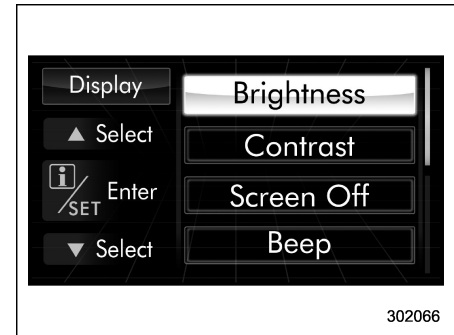 Display
Brightness
▲ Select
Contrast
i/SET Enter
Screen Off
▼ Select
Beep
302066